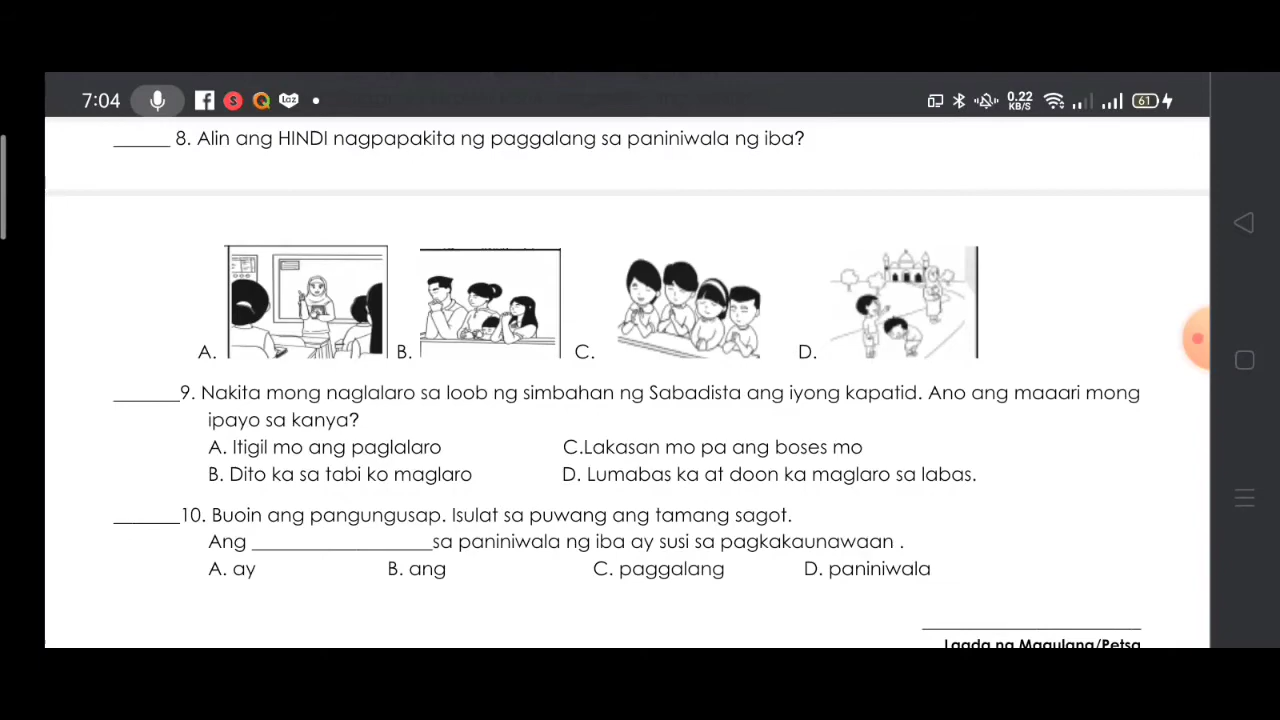 7:04 Laz 0.22 KB/S 61
______ 8. Alin ang HINDI nagpapakita ng paggalang sa paniniwala ng iba?
A. B. C. D.
_______9. Nakita mong naglalaro sa loob ng simbahan ng Sabadista ang iyong kapatid. Ano ang maaari mong
ipayo sa kanya?
A. Itigil mo ang paglalaro C.Lakasan mo pa ang boses mo
B. Dito ka sa tabi ko maglaro D. Lumabas ka at doon ka maglaro sa labas.
_______10. Buoin ang pangungusap. Isulat sa puwang ang tamang sagot.
Ang __________________sa paniniwala ng iba ay susi sa pagkakaunawaan .
A. ay B. ang C. paggalang D. paniniwala
Lagda ng Magulang/Petsa